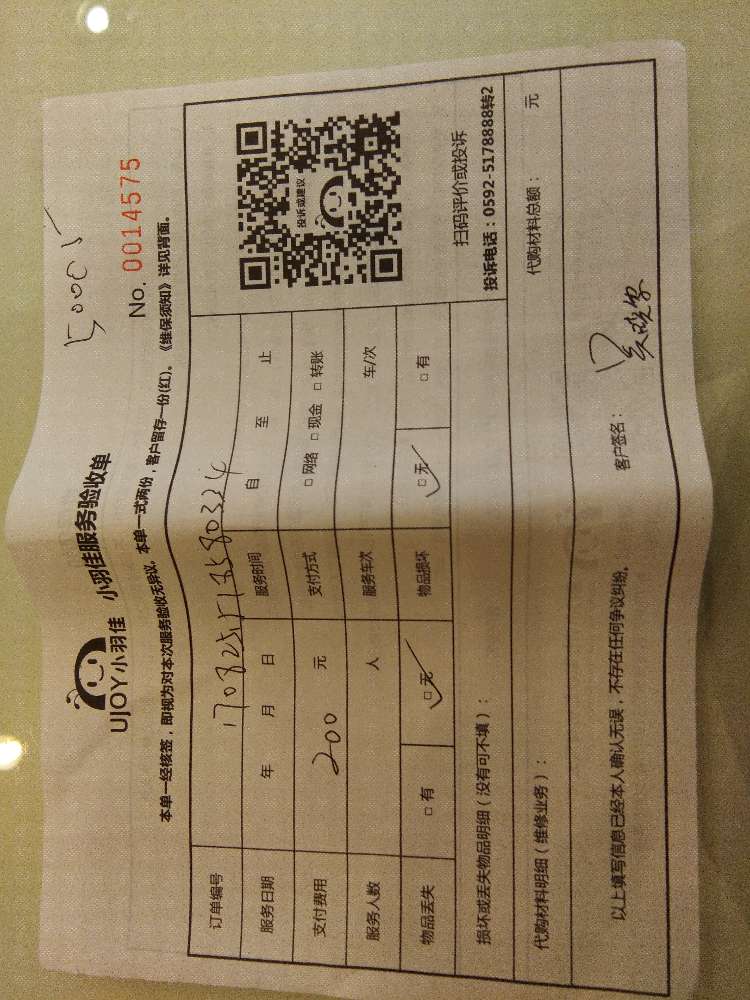 5000
UJOY小羽佳 小羽佳服务验收单
No. 0014575
本单一经核签，即视为对本次服务验收无异议。本单一式两份，客户留存一份(红)。《维保须知》详见背面。
订单编号
服务日期 年 月 日 服务时间 自 至 止
支付费用 200 元 支付方式 □ 网络 □ 现金 □ 转账
服务人数 人 服务车次 车/次
物品丢失 □ 有 □ 无 物品损坏 □ 无 □ 有
投诉或建议
扫码评价或投诉
投诉电话：0592-5178888转2
损坏或丢失物品明细（没有可不填）：
代购材料明细（维修业务）： 代购材料总额： 元
以上填写信息已经本人确认无误，不存在任何争议纠纷。 客户签名：